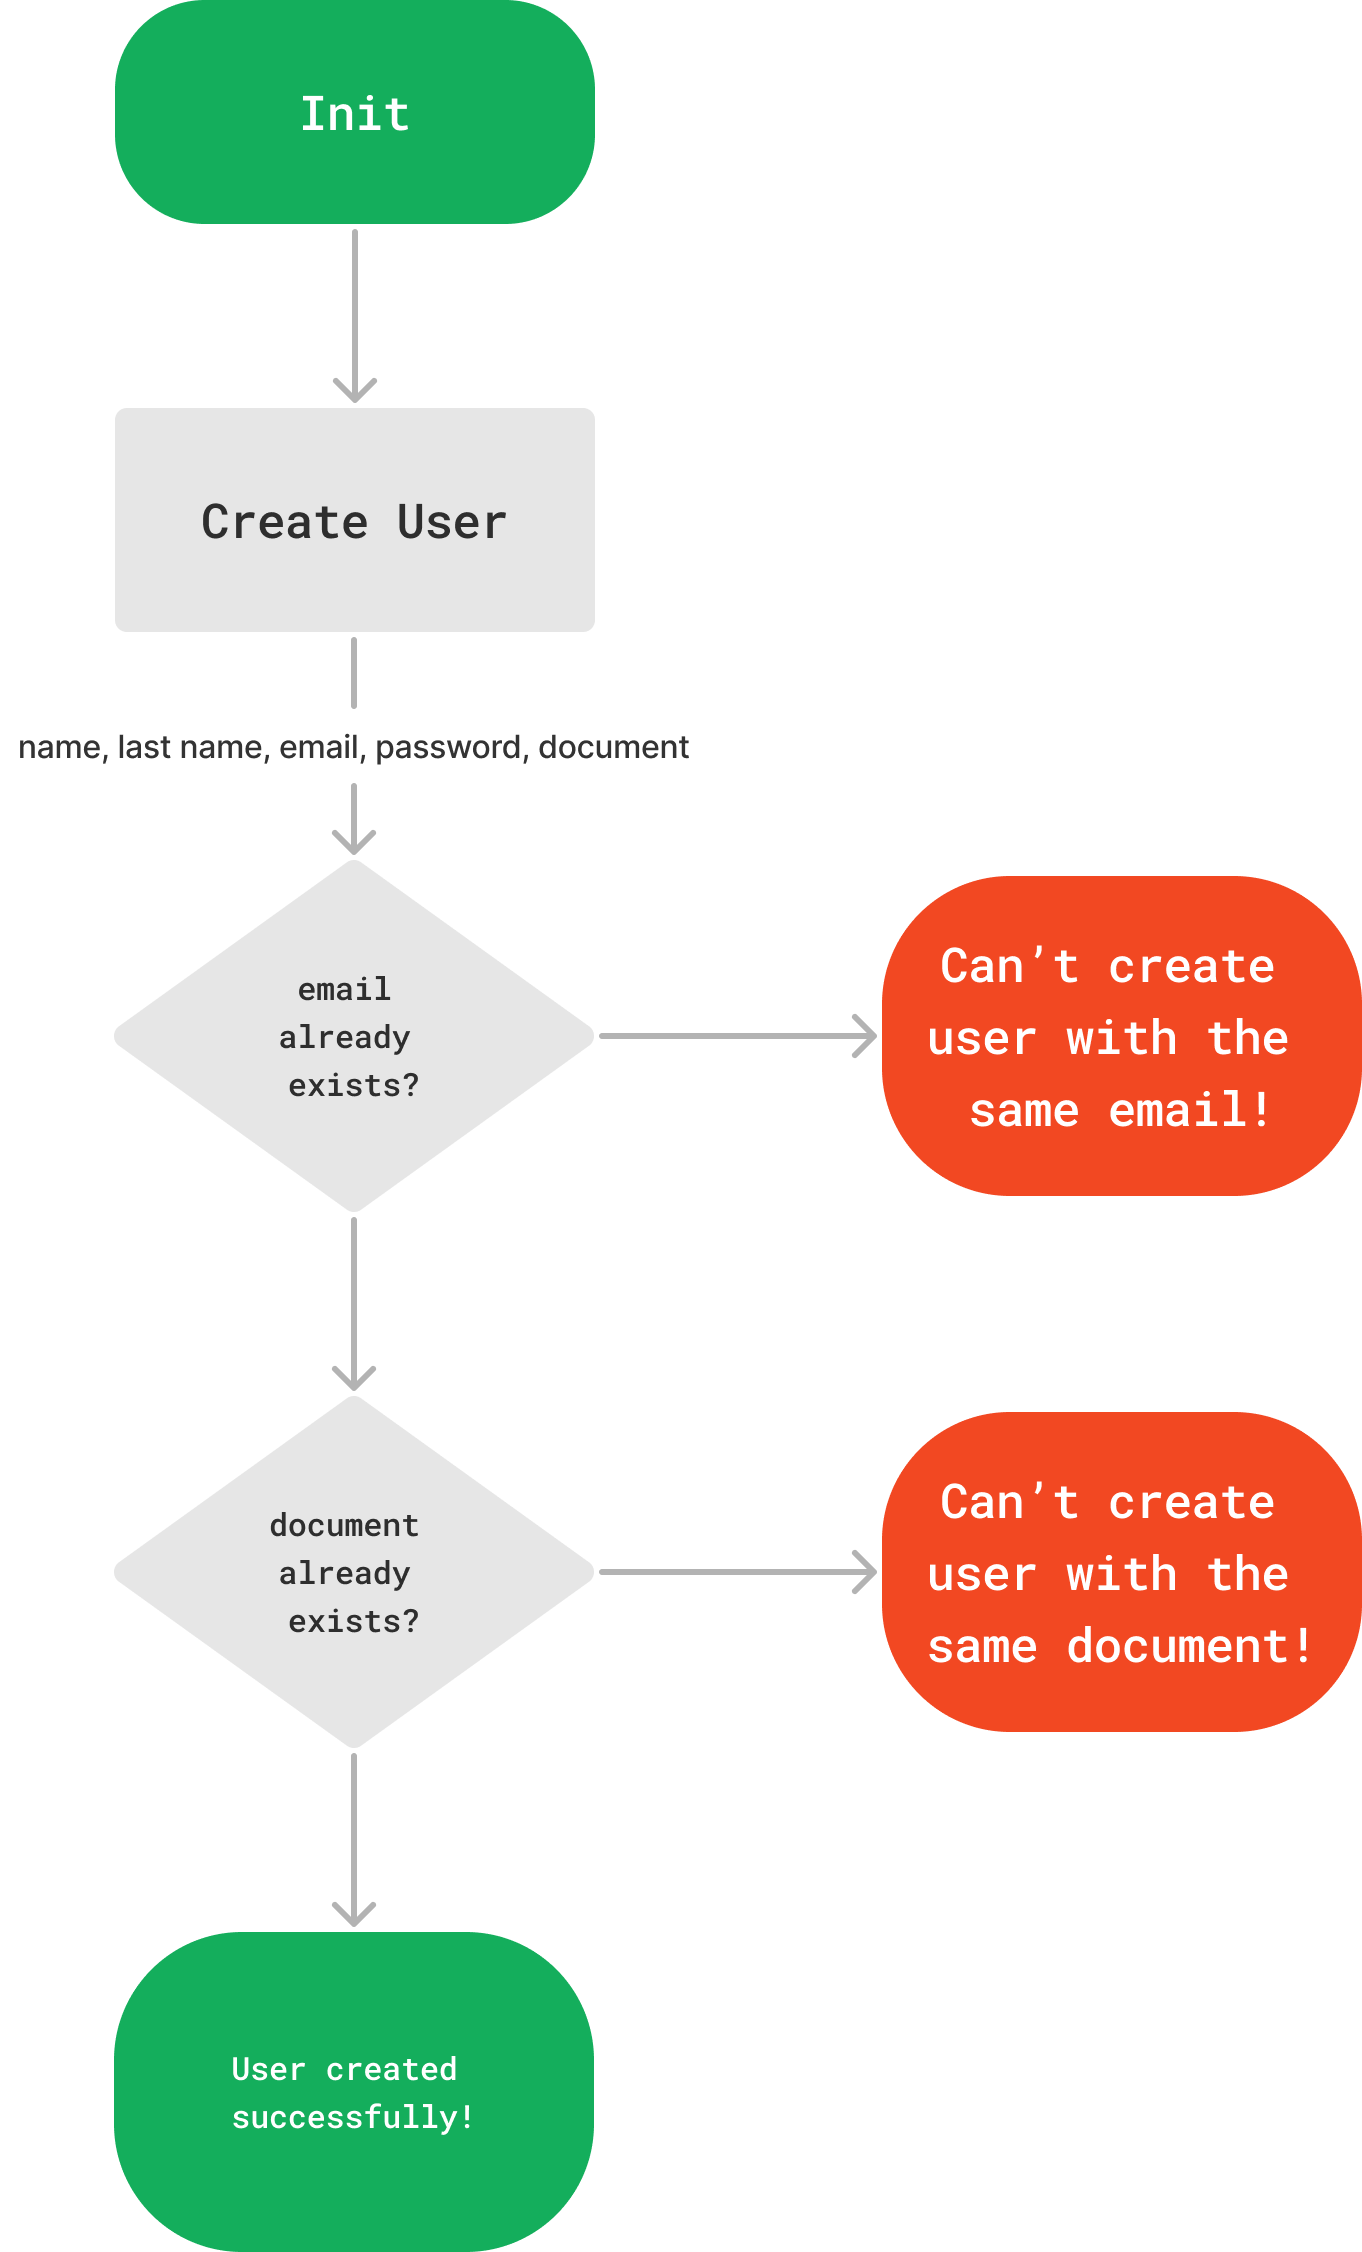 Init
Create User
name, last name, email, password, document
email
already
exists?
Can’t create
user with the
same email!
document
already
exists?
Can’t create
user with the
same document!
User created
successfully!